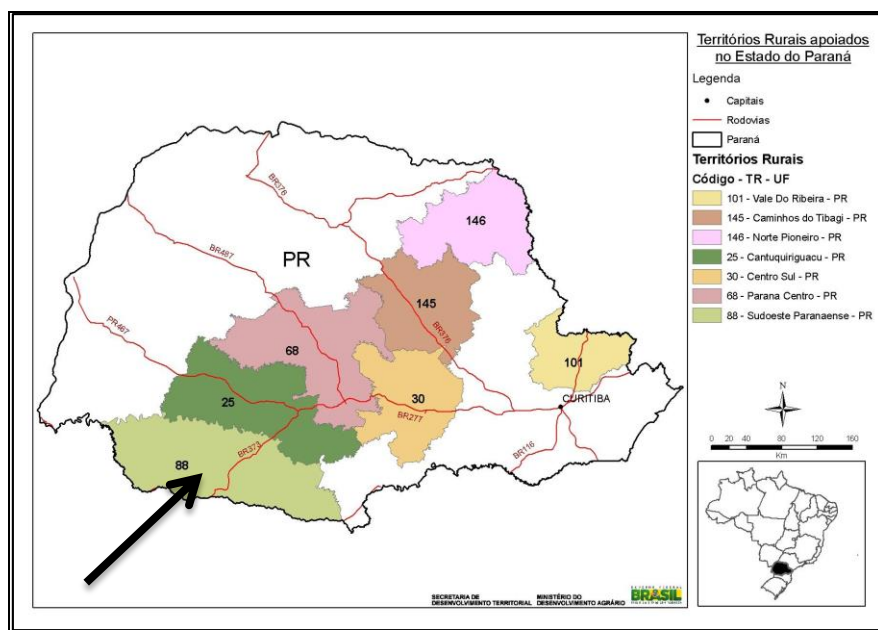 Territórios Rurais apoiados
no Estado do Paraná
Legenda
Capitais
Rodovias
Paraná
Territórios Rurais
Código - TR - UF
101 - Vale Do Ribeira - PR
145 - Caminhos do Tibagi - PR
146 - Norte Pioneiro - PR
25 - Cantuquiriguacu - PR
30 - Centro Sul - PR
68 - Parana Centro - PR
88 - Sudoeste Paranaense - PR
BR376
146
BR487
PR
145
PR467
BR376
68
101
25
30
CURITIBA
BR277
BR373
BR116
88
N
0 20 40 80 120 160
Km
SECRETARIA DE
DESENVOLVIMENTO TERRITORIAL
MINISTÉRIO DO
DESENVOLVIMENTO AGRÁRIO
BRASIL